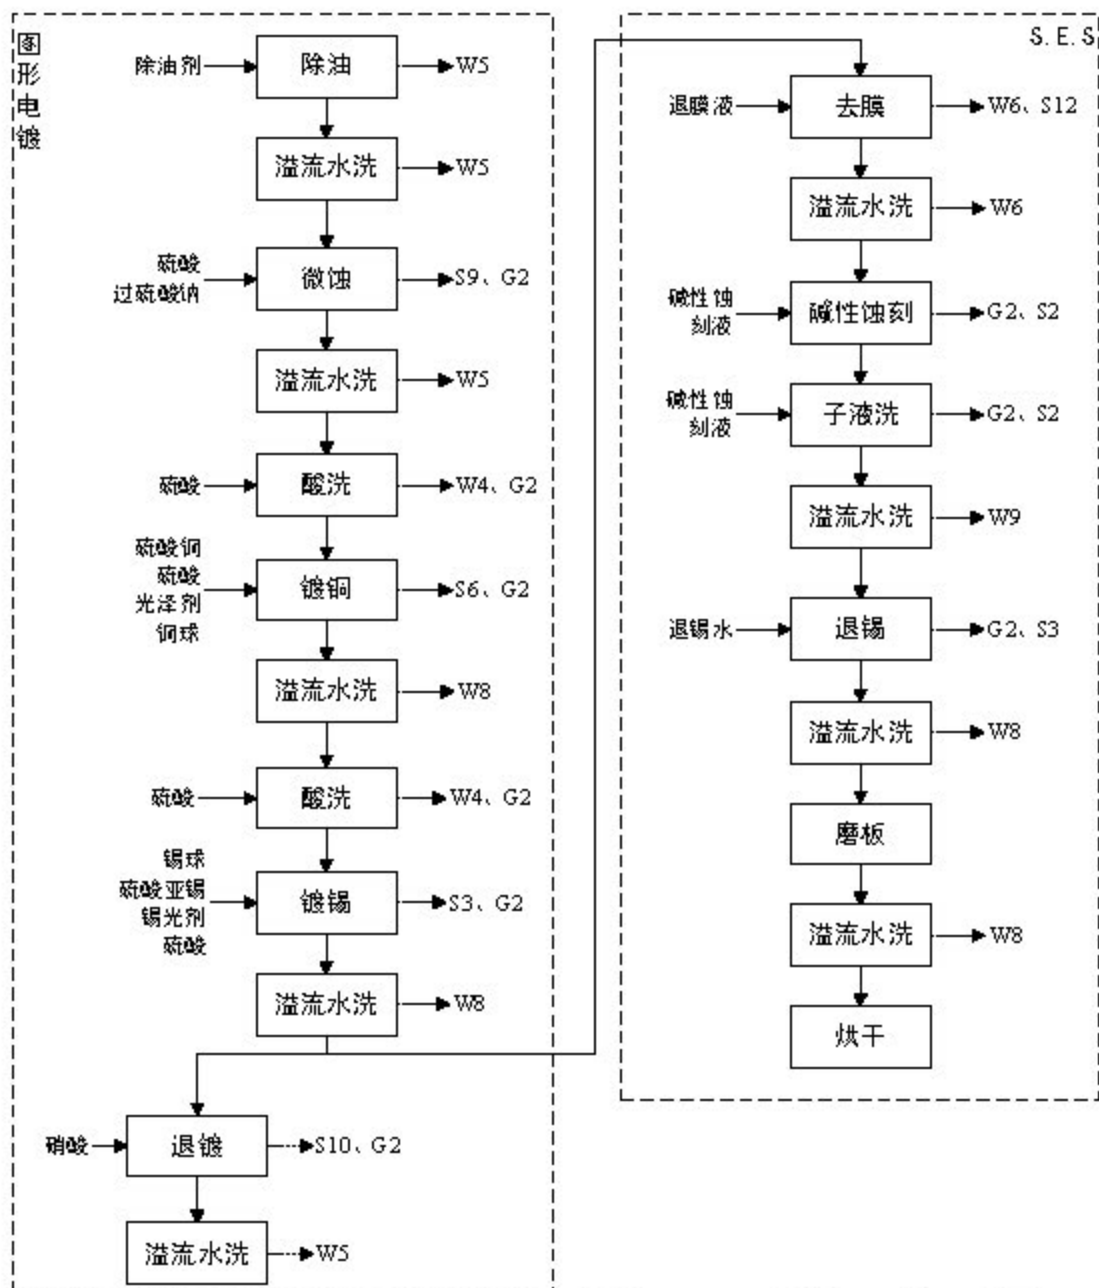 图形电镀
除油剂
除油
W5
溢流水洗
W5
硫酸
过硫酸钠
微蚀
S9、G2
溢流水洗
W5
硫酸
酸洗
W4、G2
硫酸铜
硫酸
光泽剂
铜球
镀铜
S6、G2
溢流水洗
W8
硫酸
酸洗
W4、G2
锡球
硫酸亚锡
锡光剂
硫酸
镀锡
S3、G2
溢流水洗
W8
硝酸
退镀
S10、G2
溢流水洗
W5
S.E.S
退膜液
去膜
W6、S12
溢流水洗
W6
碱性蚀
刻液
碱性蚀刻
G2、S2
碱性蚀
刻液
子液洗
G2、S2
溢流水洗
W9
退锡水
退锡
G2、S3
溢流水洗
W8
磨板
溢流水洗
W8
烘干